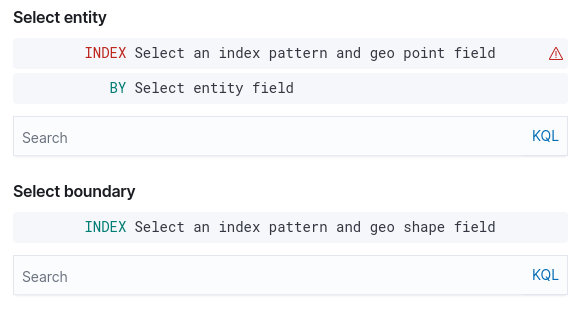 Select entity
INDEX Select an index pattern and geo point field
BY Select entity field
Search KQL
Select boundary
INDEX Select an index pattern and geo shape field
Search KQL